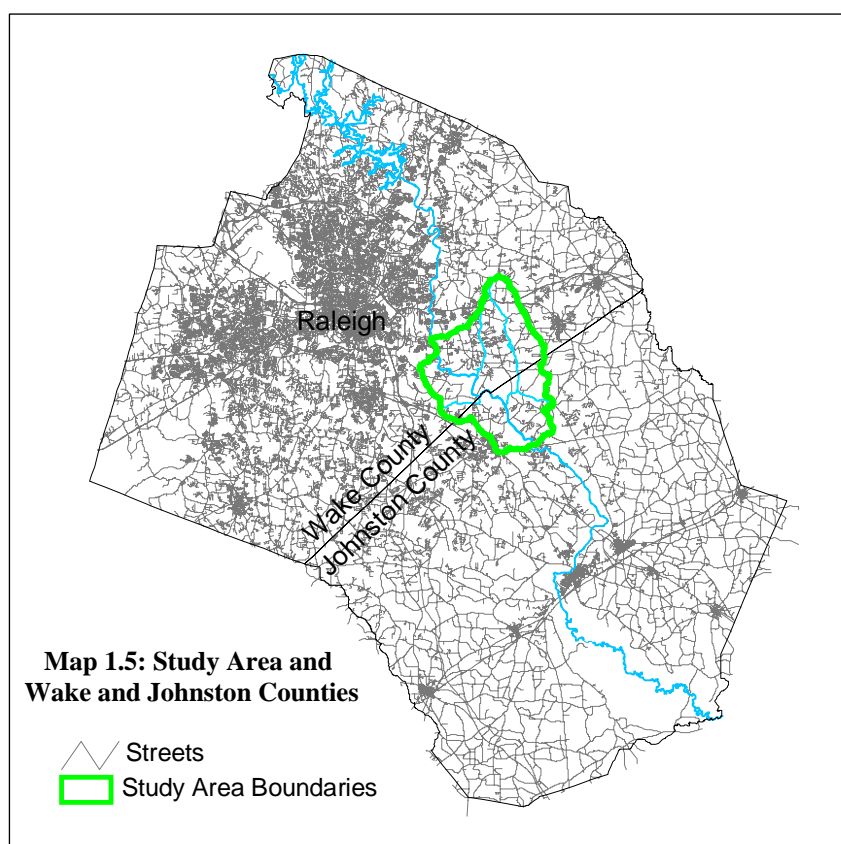 Raleigh
Wake County
Johnston County
Map 1.5: Study Area and
Wake and Johnston Counties
Streets
Study Area Boundaries